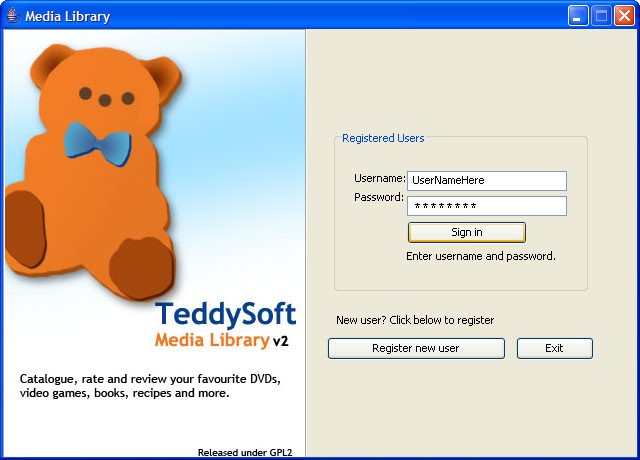 Media Library
TeddySoft
Media Library v2
Catalogue, rate and review your favourite DVDs,
video games, books, recipes and more.
Released under GPL2
Registered Users
Username: UserNameHere
Password: ********
Sign in
Enter username and password.
New user? Click below to register
Register new user Exit